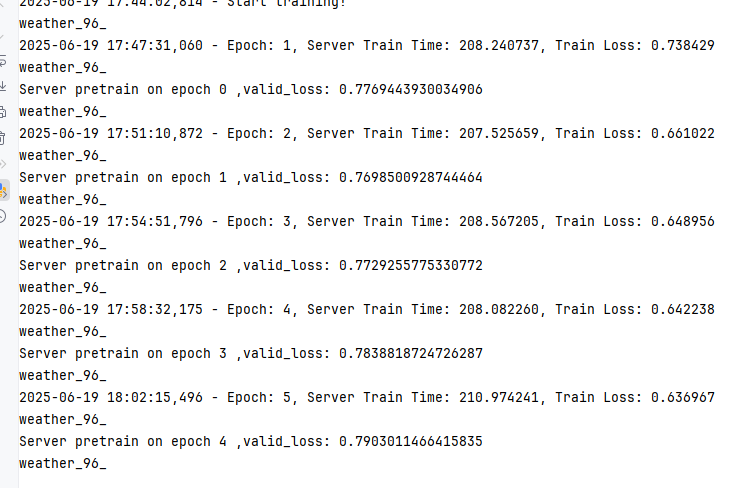 2025-06-19 17:44:02,814 - Start training!
weather_96_
2025-06-19 17:47:31,060 - Epoch: 1, Server Train Time: 208.240737, Train Loss: 0.738429
weather_96_
Server pretrain on epoch 0 ,valid_loss: 0.7769443930034906
weather_96_
2025-06-19 17:51:10,872 - Epoch: 2, Server Train Time: 207.525659, Train Loss: 0.661022
weather_96_
Server pretrain on epoch 1 ,valid_loss: 0.7698500928744464
weather_96_
2025-06-19 17:54:51,796 - Epoch: 3, Server Train Time: 208.567205, Train Loss: 0.648956
weather_96_
Server pretrain on epoch 2 ,valid_loss: 0.7729255775330772
weather_96_
2025-06-19 17:58:32,175 - Epoch: 4, Server Train Time: 208.082260, Train Loss: 0.642238
weather_96_
Server pretrain on epoch 3 ,valid_loss: 0.7838818724726287
weather_96_
2025-06-19 18:02:15,496 - Epoch: 5, Server Train Time: 210.974241, Train Loss: 0.636967
weather_96_
Server pretrain on epoch 4 ,valid_loss: 0.7903011466415835
weather_96_